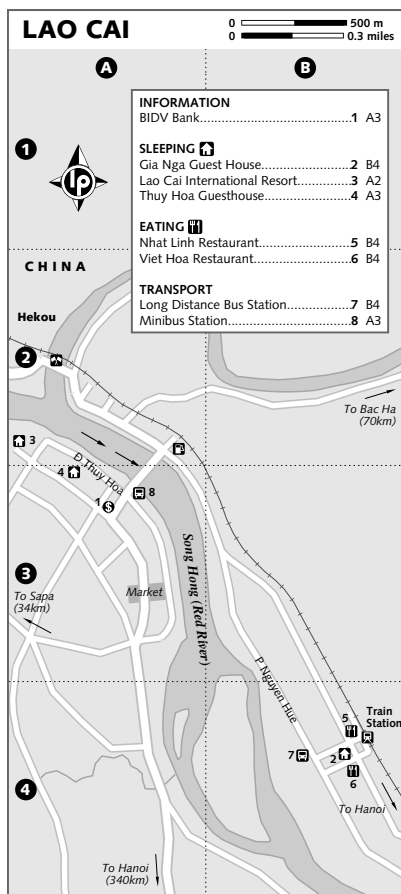 LAO CAI
0 500 m
0 0.3 miles
A
B
INFORMATION
BIDV Bank....................................1 A3
SLEEPING
Gia Nga Guest House...................2 B4
Lao Cai International Resort.........3 A2
Thuy Hoa Guesthouse..................4 A3
EATING
Nhat Linh Restaurant...................5 B4
Viet Hoa Restaurant.....................6 B4
TRANSPORT
Long Distance Bus Station............7 B4
Minibus Station............................8 A3
1
lp
CHINA
Hekou
2
To Bac Ha
(70km)
3
4
Đ Thuy Hoa
1
$
8
3
To Sapa
(34km)
Market
Song Hong (Red River)
P Nguyen Hue
5
Train
Station
7
2
6
4
To Hanoi
To Hanoi
(340km)